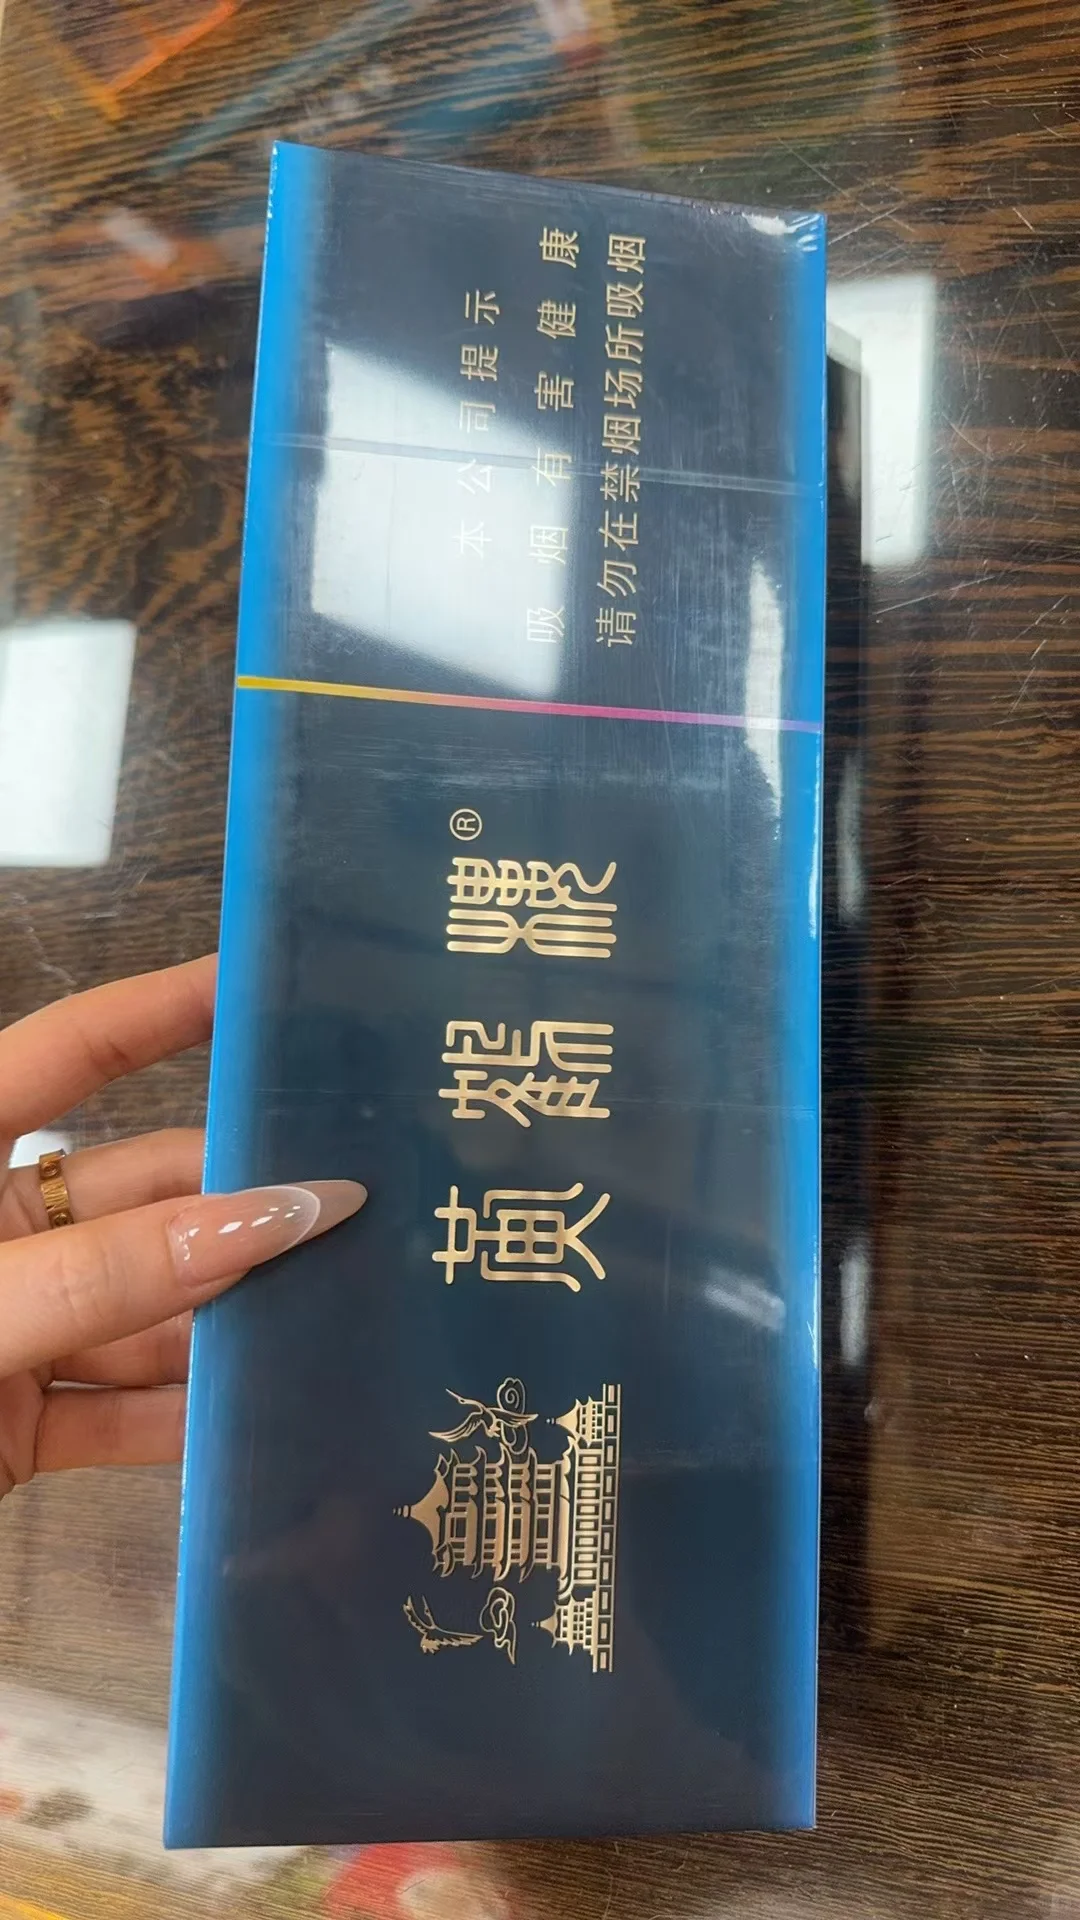 黄鹤楼®
本公司提示
吸烟有害健康
请勿在禁烟场所吸烟